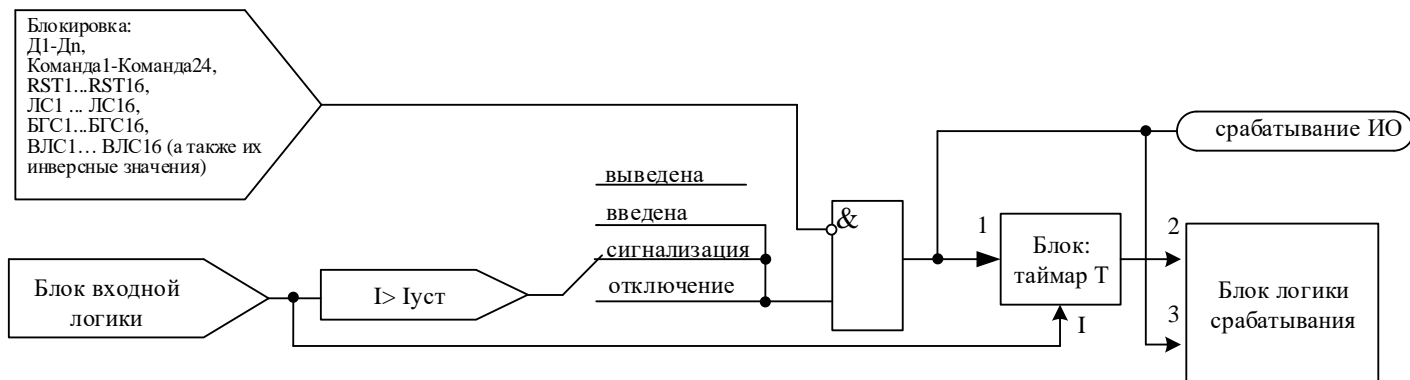 Блокировка:
Д1-Дn,
Команда1-Команда24,
RST1...RST16,
ЛС1 ... ЛС16,
БГС1...БГС16,
ВЛС1... ВЛС16 (а также их
инверсные значения)
срабатывание ИО
выведена
введена
сигнализация
отключение
&
1
Блок:
таймар Т
2
3
I
Блок входной
логики
I> Iуст
Блок логики
срабатывания